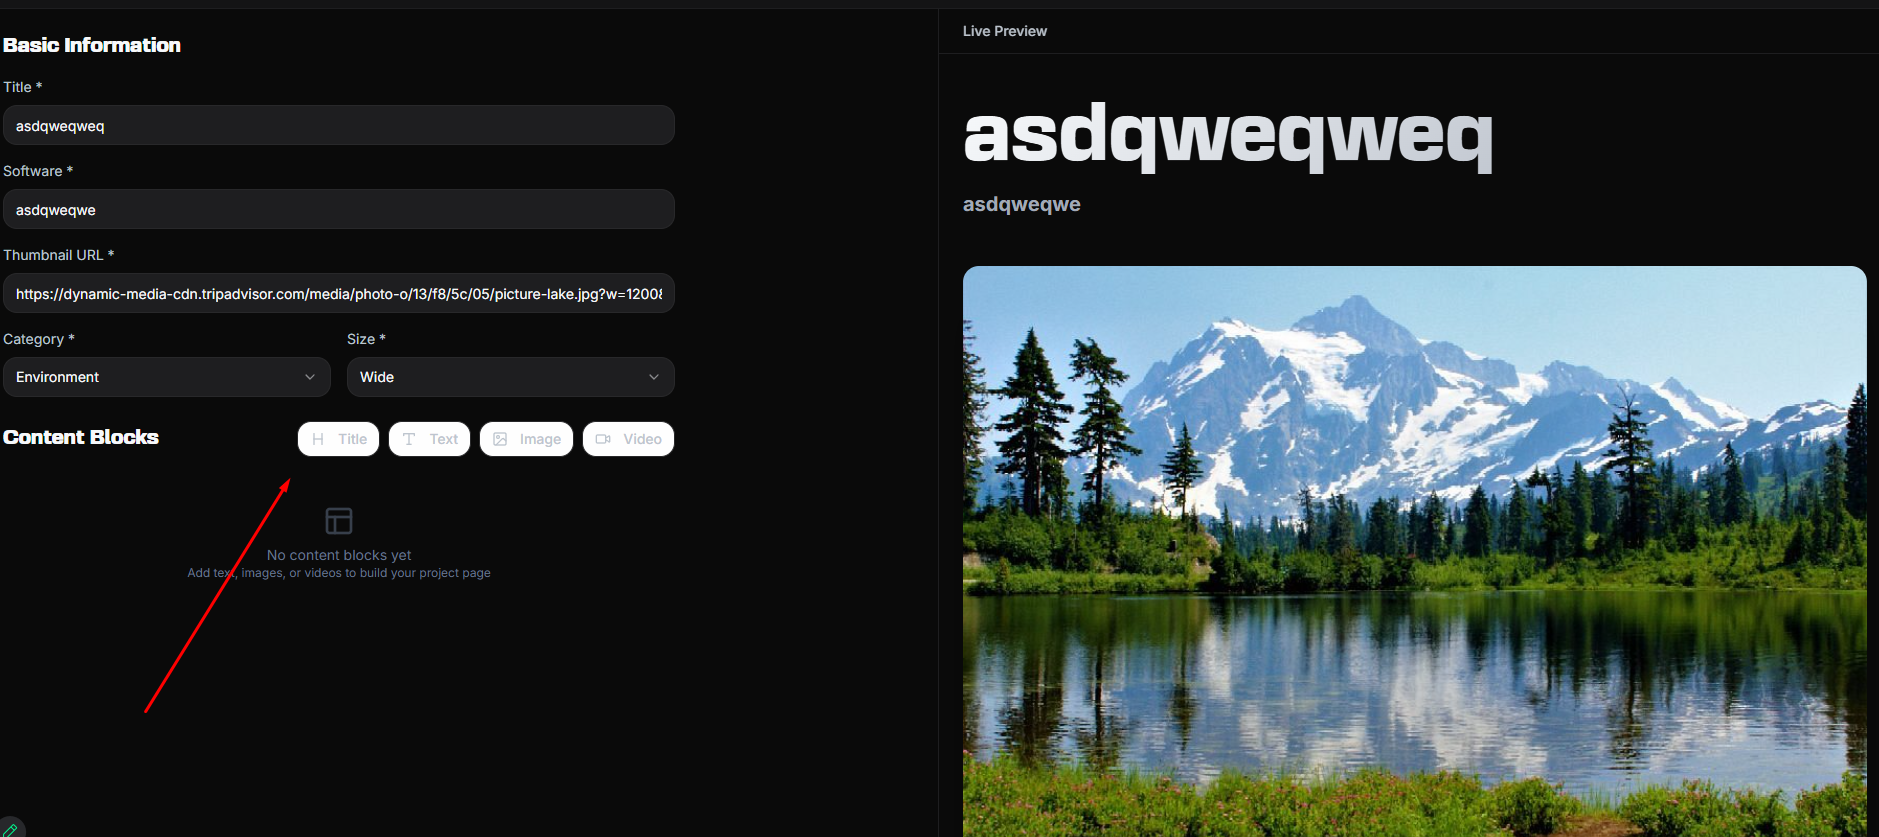 Basic Information
Title *
asdqweqweq
Software *
asdqweqwe
Thumbnail URL *
https://dynamic-media-cdn.tripadvisor.com/media/photo-o/13/f8/5c/05/picture-lake.jpg?w=1200
Category * Size *
Environment Wide
Content Blocks Title Text Image Video
No content blocks yet
Add text, images, or videos to build your project page
Live Preview
asdqweqweq
asdqweqwe